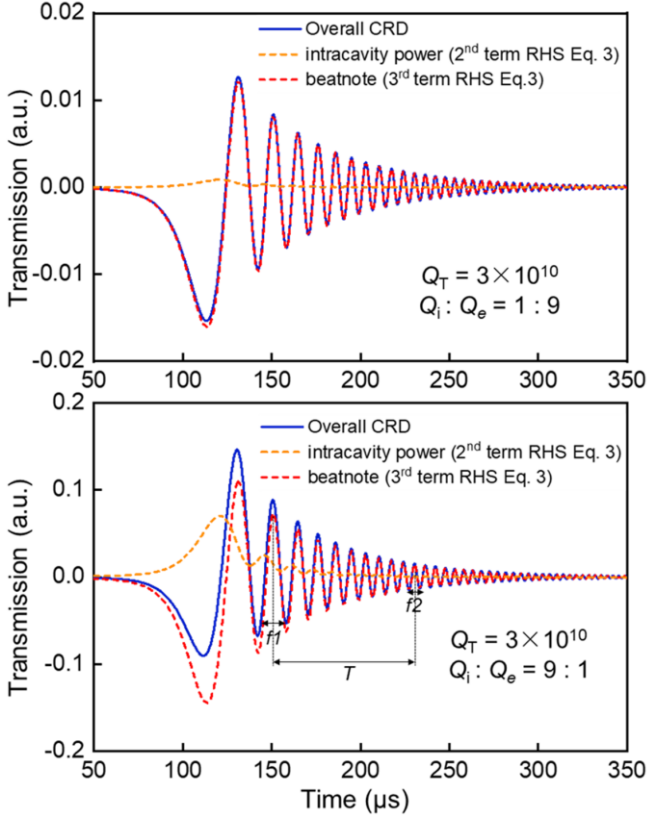 0.02
0.01
0.00
-0.01
-0.02
Transmission (a.u.)
Overall CRD
intracavity power (2nd term RHS Eq. 3)
beatnote (3rd term RHS Eq.3)
QT = 3×10¹⁰
Qi : Qe = 1 : 9
50 100 150 200 250 300 350
0.2
0.1
0.0
-0.1
-0.2
Transmission (a.u.)
Overall CRD
intracavity power (2nd term RHS Eq. 3)
beatnote (3rd term RHS Eq. 3)
f1
f2
T
QT = 3×10¹⁰
Qi : Qe = 9 : 1
50 100 150 200 250 300 350
Time (μs)